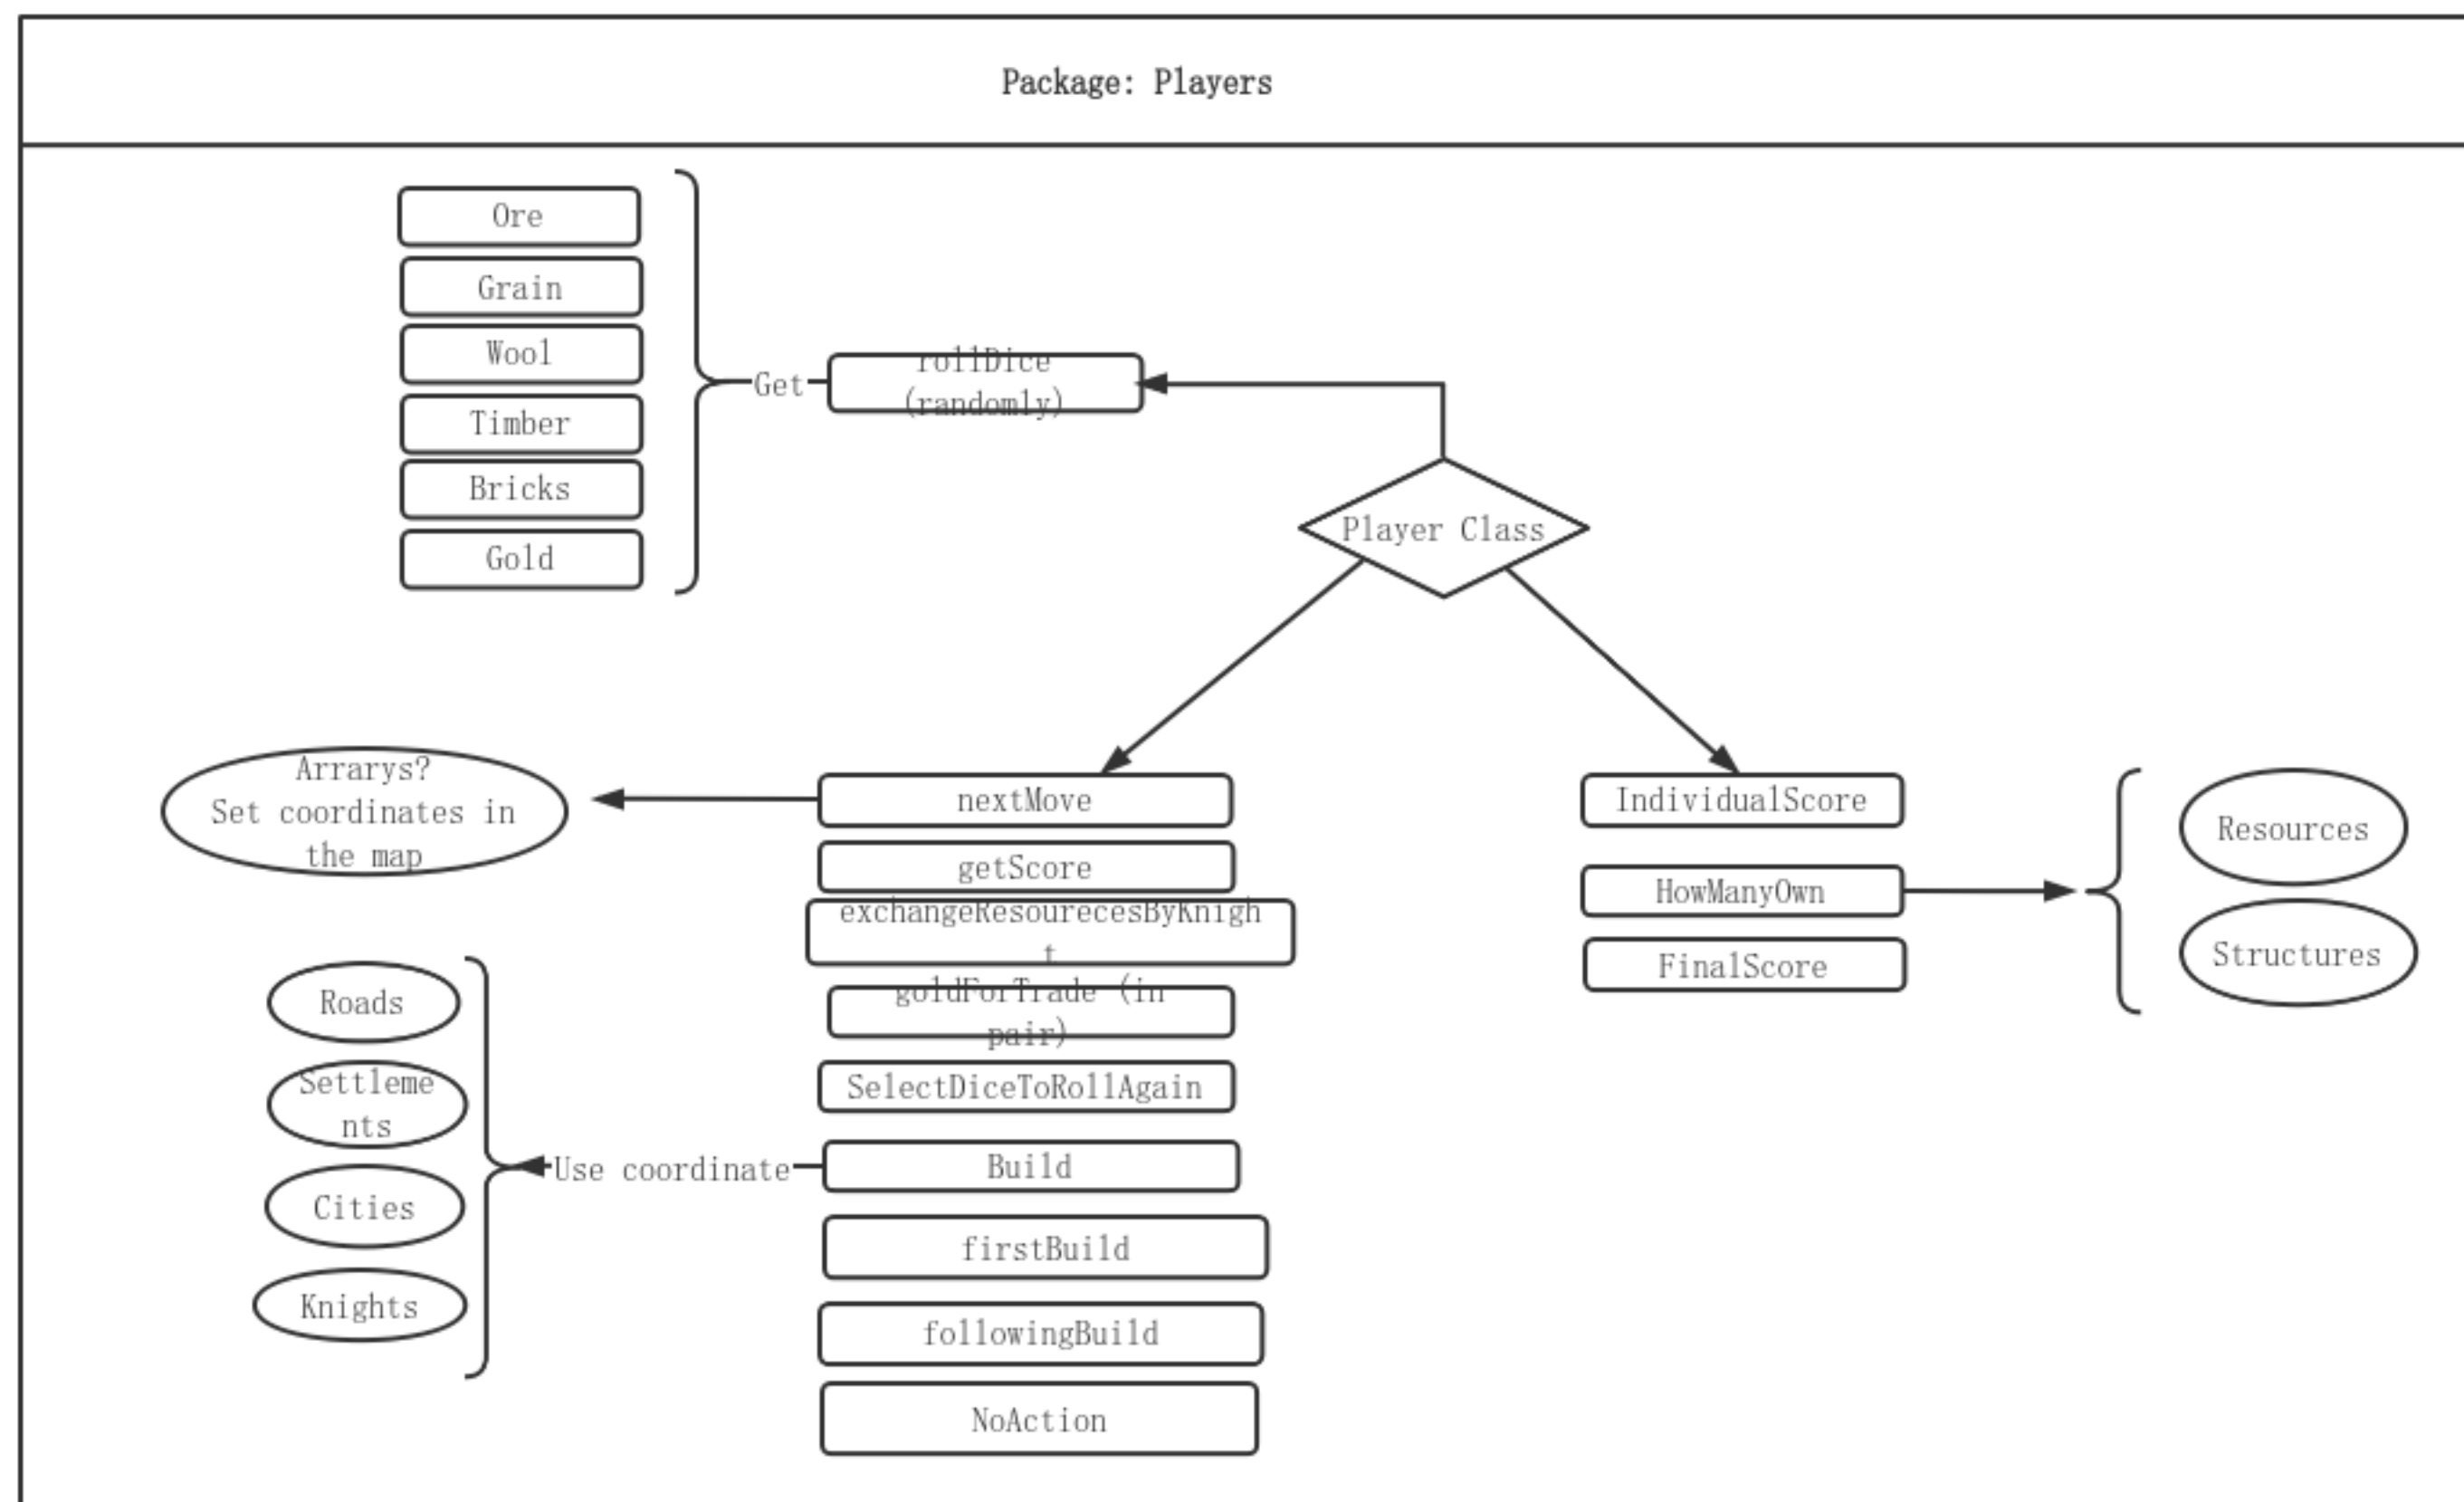 Package: Players
Ore
Grain
Wool
Timber
Bricks
Gold
Get
rollDice
(randomly)
Player Class
Arrarys?
Set coordinates in
the map
nextMove
getScore
exchangeResourecesByKnigh
t
goldForTrade (in
pair)
SelectDiceToRollAgain
Build
firstBuild
followingBuild
NoAction
Use coordinate
Roads
Settleme
nts
Cities
Knights
IndividualScore
HowManyOwn
FinalScore
Resources
Structures